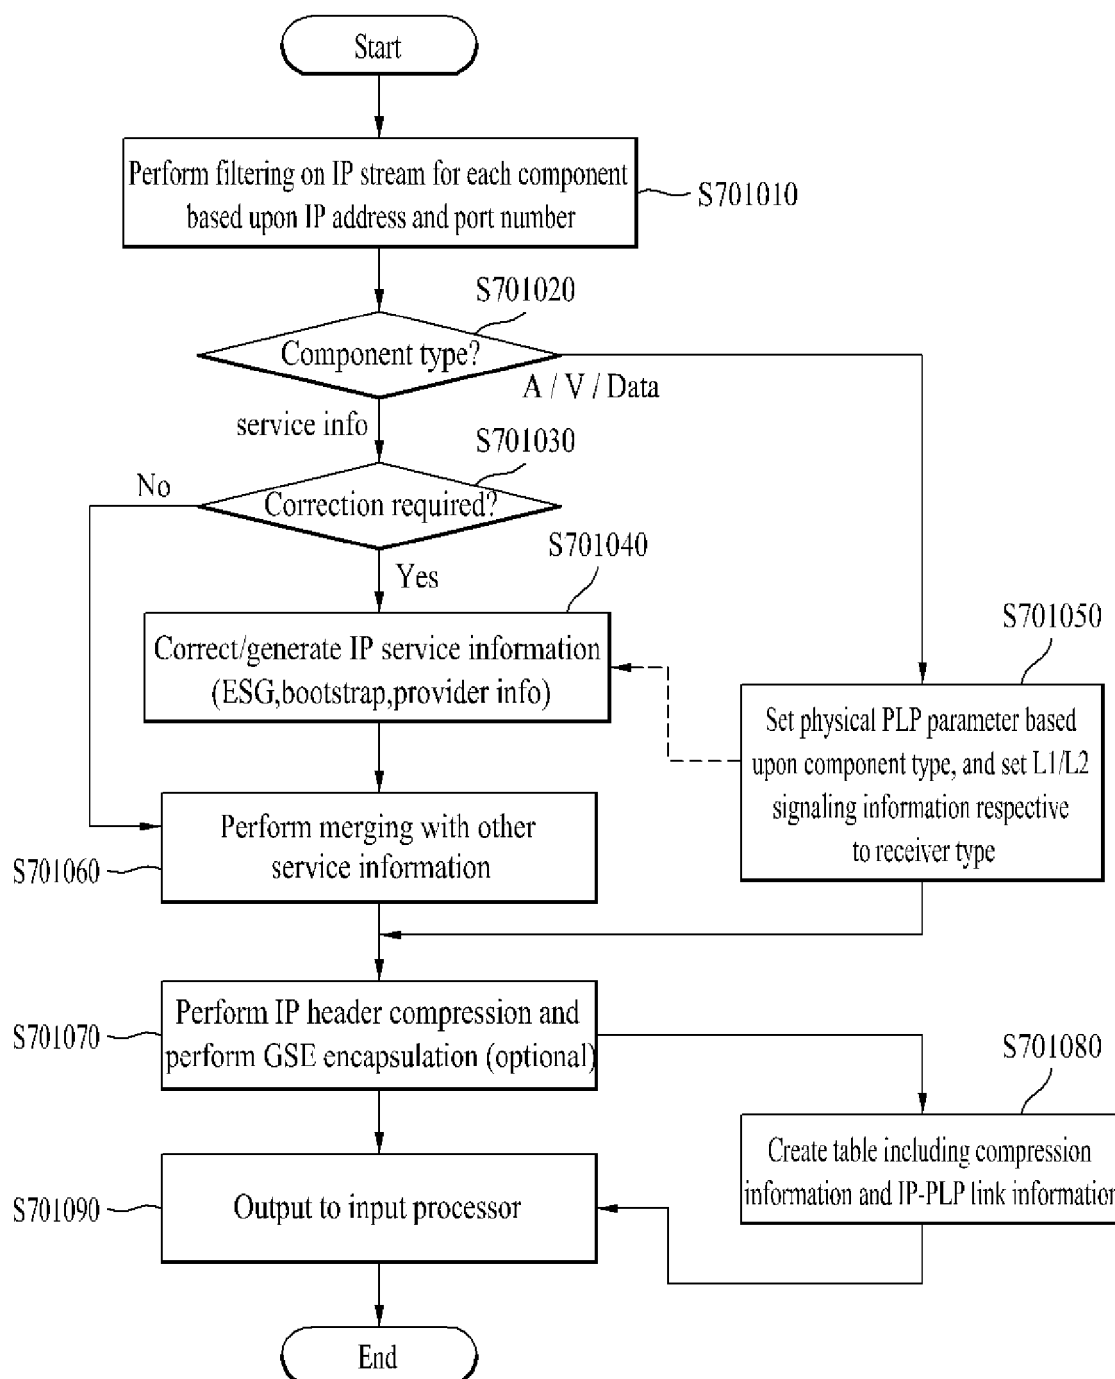 Start
Perform filtering on IP stream for each component
based upon IP address and port number
S701010
S701020
Component type?
A / V / Data
service info
S701030
No
Correction required?
S701040
Yes
Correct/generate IP service information
(ESG,bootstrap,provider info)
S701050
Set physical PLP parameter based
upon component type, and set L1/L2
signaling information respective
to receiver type
Perform merging with other
service information
S701060
Perform IP header compression and
perform GSE encapsulation (optional)
S701070
S701080
Create table including compression
information and IP-PLP link information
Output to input processor
S701090
End